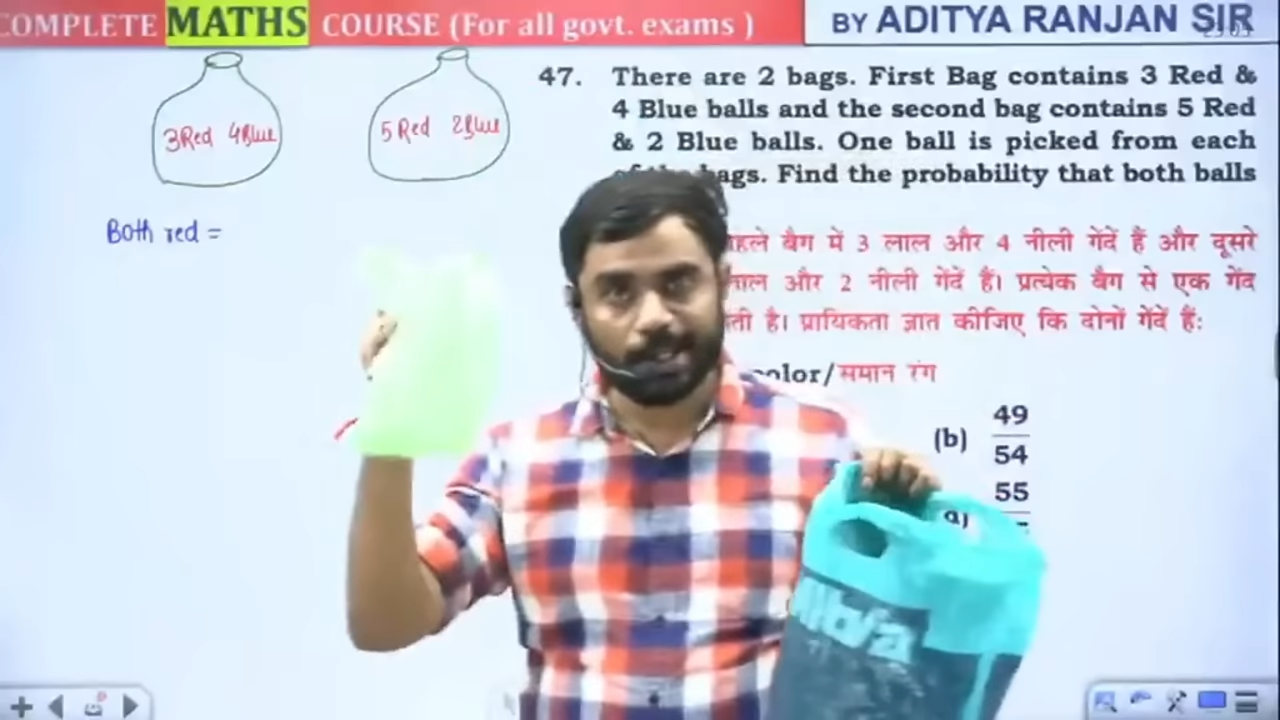 COMPLETE MATHS COURSE (For all govt. exams )
BY ADITYA RANJAN SIR
3Red 4Blue
5 Red 2Blue
Both red =
47. There are 2 bags. First Bag contains 3 Red &
4 Blue balls and the second bag contains 5 Red
& 2 Blue balls. One ball is picked from each
bags. Find the probability that both balls
बैग में 3 लाल और 4 नीली गेंदें हैं और दूसरे
और 2 नीली गेंदें हैं। प्रत्येक बैग से एक गेंद
है। प्रायिकता ज्ञात कीजिए कि दोनों गेंदें हैं:
color/समान रंग
(b) 49
54
55